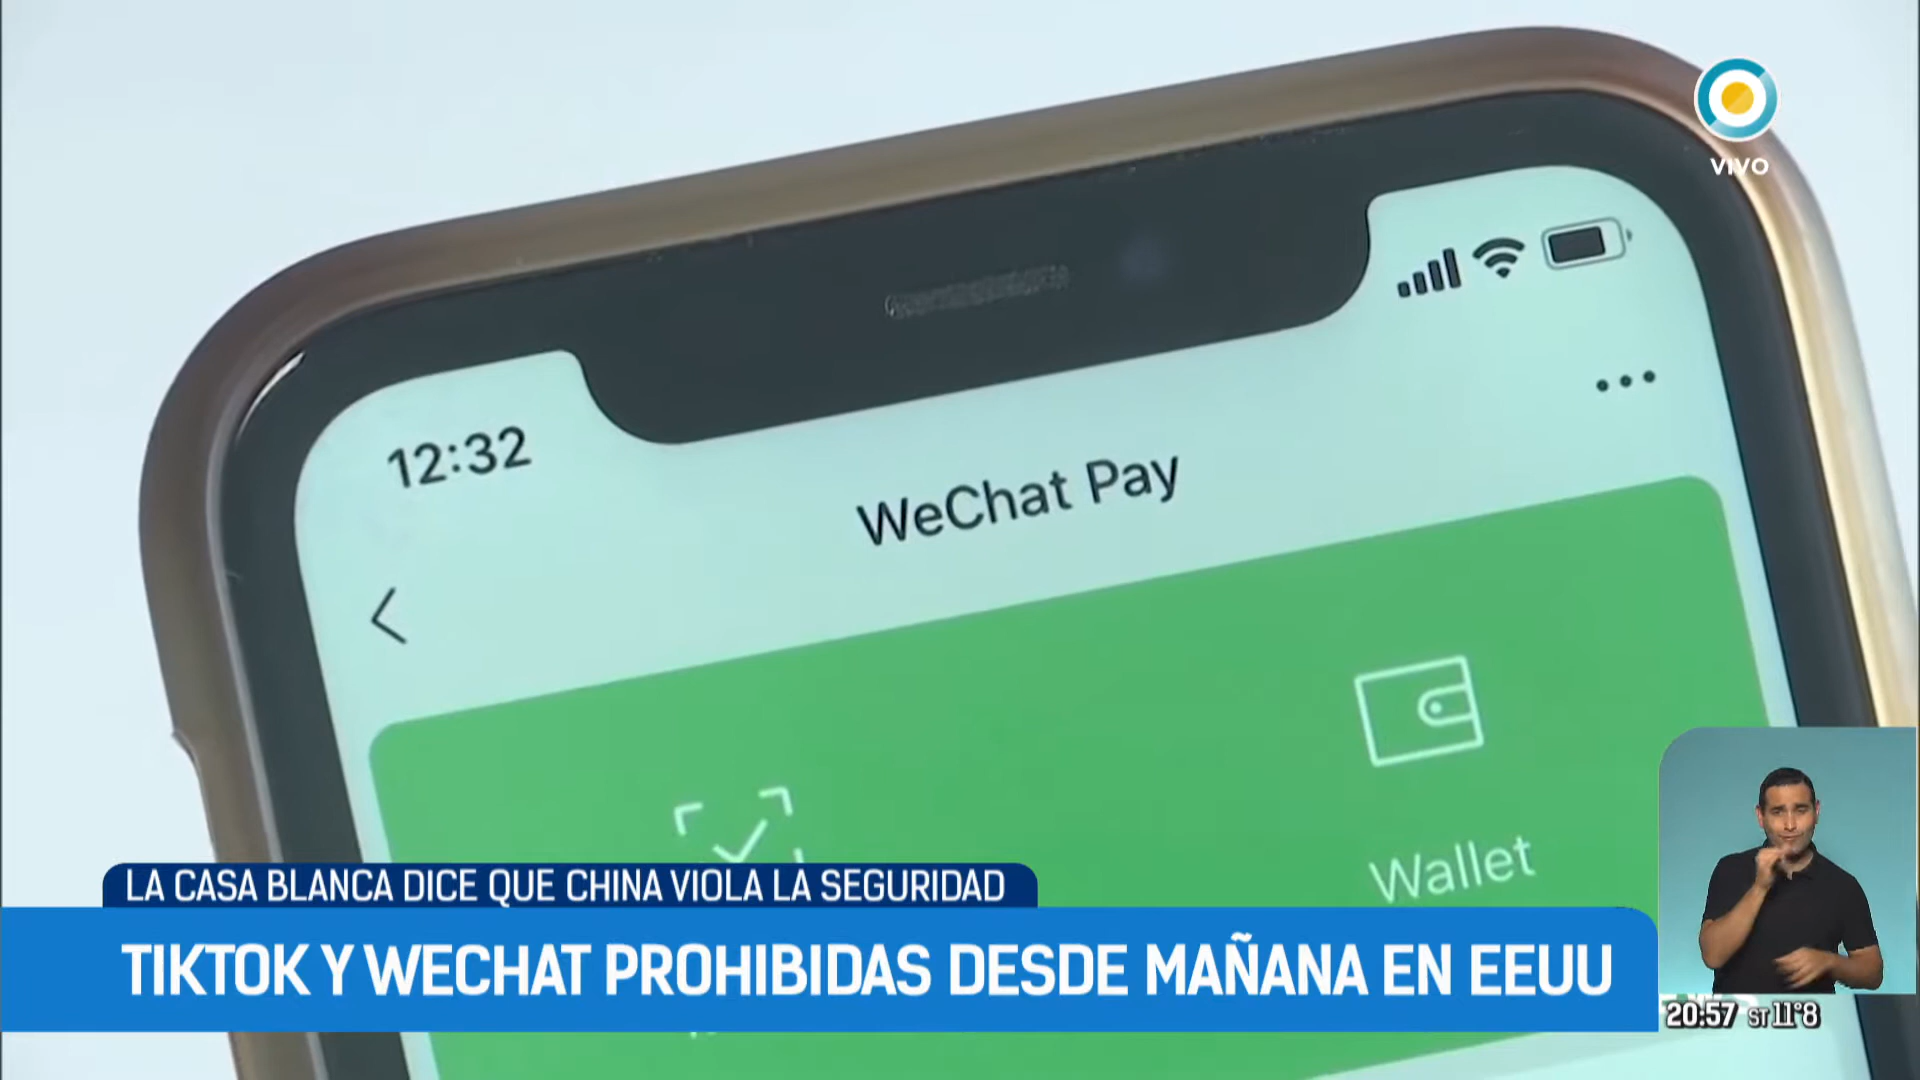 VIVO
12:32
WeChat Pay
Wallet
LA CASA BLANCA DICE QUE CHINA VIOLA LA SEGURIDAD
TIKTOK Y WECHAT PROHIBIDAS DESDE MAÑANA EN EEUU
20:57 ST 11°8